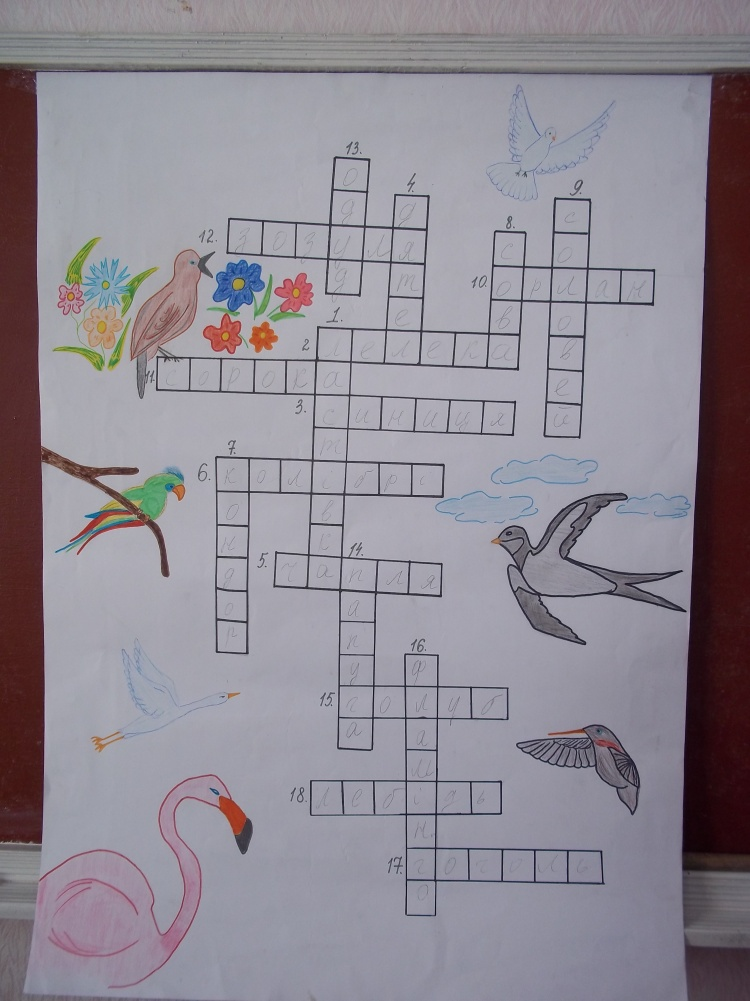 13.
одуд
4.
дятел
9.
соловей
8.
сова
12.
зозуля
10.
орлан
1.
ластівка
2
лелека
11.
сорока
3.
синиця
7.
кондор
6.
колібрі
5.
чапля
14.
папуга
16.
фламінго
15.
голуб
18.
лебідь
17.
гоголь